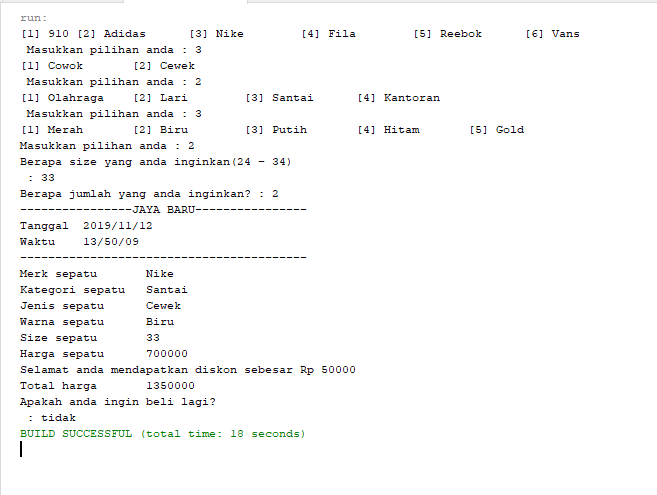 run:
[1] 910 [2] Adidas [3] Nike [4] Fila [5] Reebok [6] Vans
Masukkan pilihan anda : 3
[1] Cowok [2] Cewek
Masukkan pilihan anda : 2
[1] Olahraga [2] Lari [3] Santai [4] Kantoran
Masukkan pilihan anda : 3
[1] Merah [2] Biru [3] Putih [4] Hitam [5] Gold
Masukkan pilihan anda : 2
Berapa size yang anda inginkan(24 - 34)
: 33
Berapa jumlah yang anda inginkan? : 2
----------------JAYA BARU----------------
Tanggal 2019/11/12
Waktu 13/50/09
-----------------------------------------
Merk sepatu Nike
Kategori sepatu Santai
Jenis sepatu Cewek
Warna sepatu Biru
Size sepatu 33
Harga sepatu 700000
Selamat anda mendapatkan diskon sebesar Rp 50000
Total harga 1350000
Apakah anda ingin beli lagi?
: tidak
BUILD SUCCESSFUL (total time: 18 seconds)